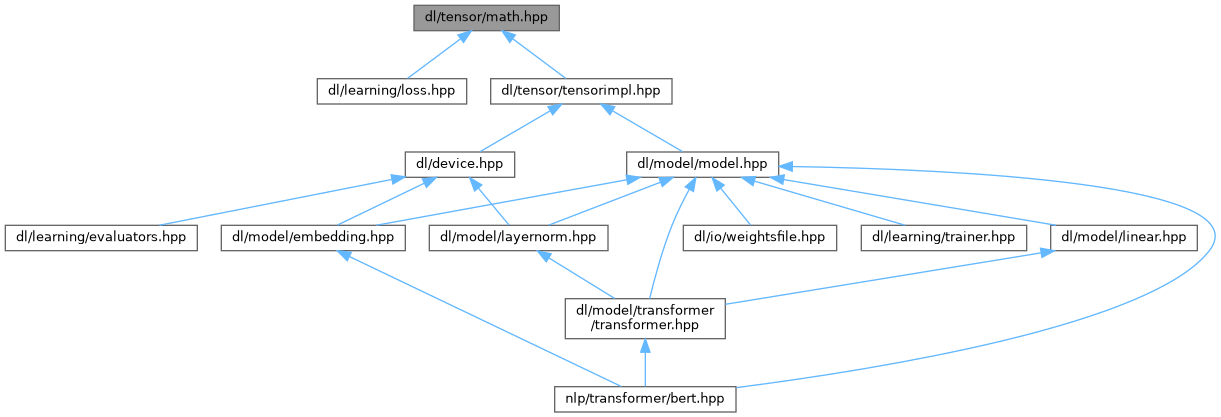 dl/tensor/math.hpp
dl/learning/loss.hpp
dl/tensor/tensorimpl.hpp
dl/device.hpp
dl/model/model.hpp
dl/learning/evaluators.hpp
dl/model/embedding.hpp
dl/model/layernorm.hpp
dl/io/weightsfile.hpp
dl/learning/trainer.hpp
dl/model/linear.hpp
dl/model/transformer
/transformer.hpp
nlp/transformer/bert.hpp